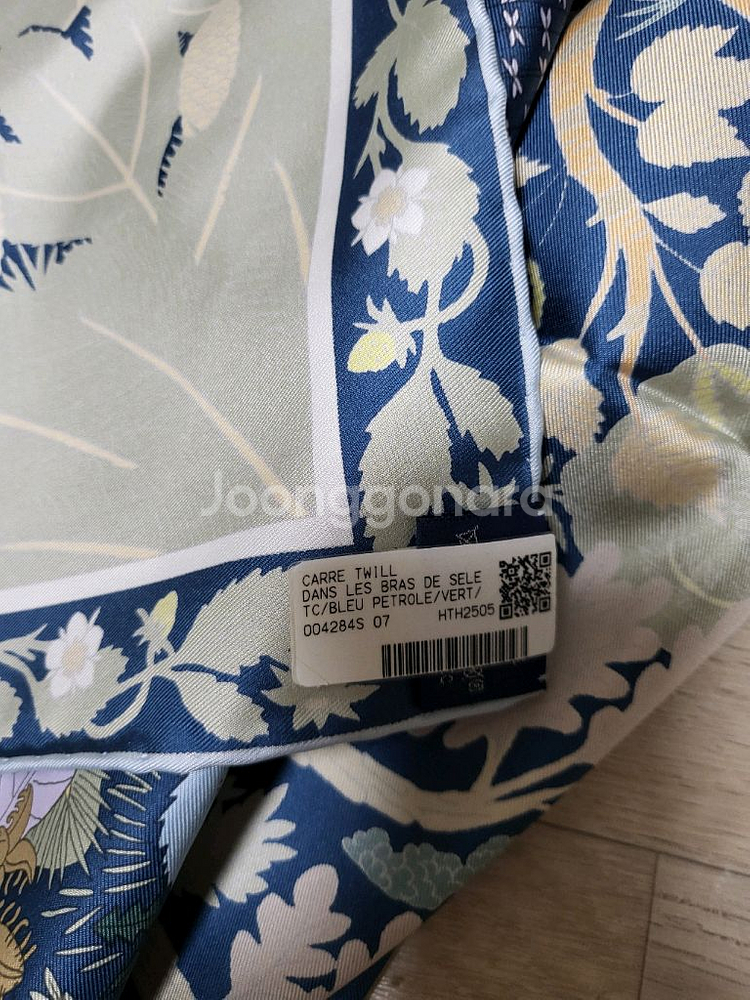 Joonggonara
CARRE TWILL
DANS LES BRAS DE SELE
TC/BLEU PETROLE/VERT/
004284S 07 HTH2505